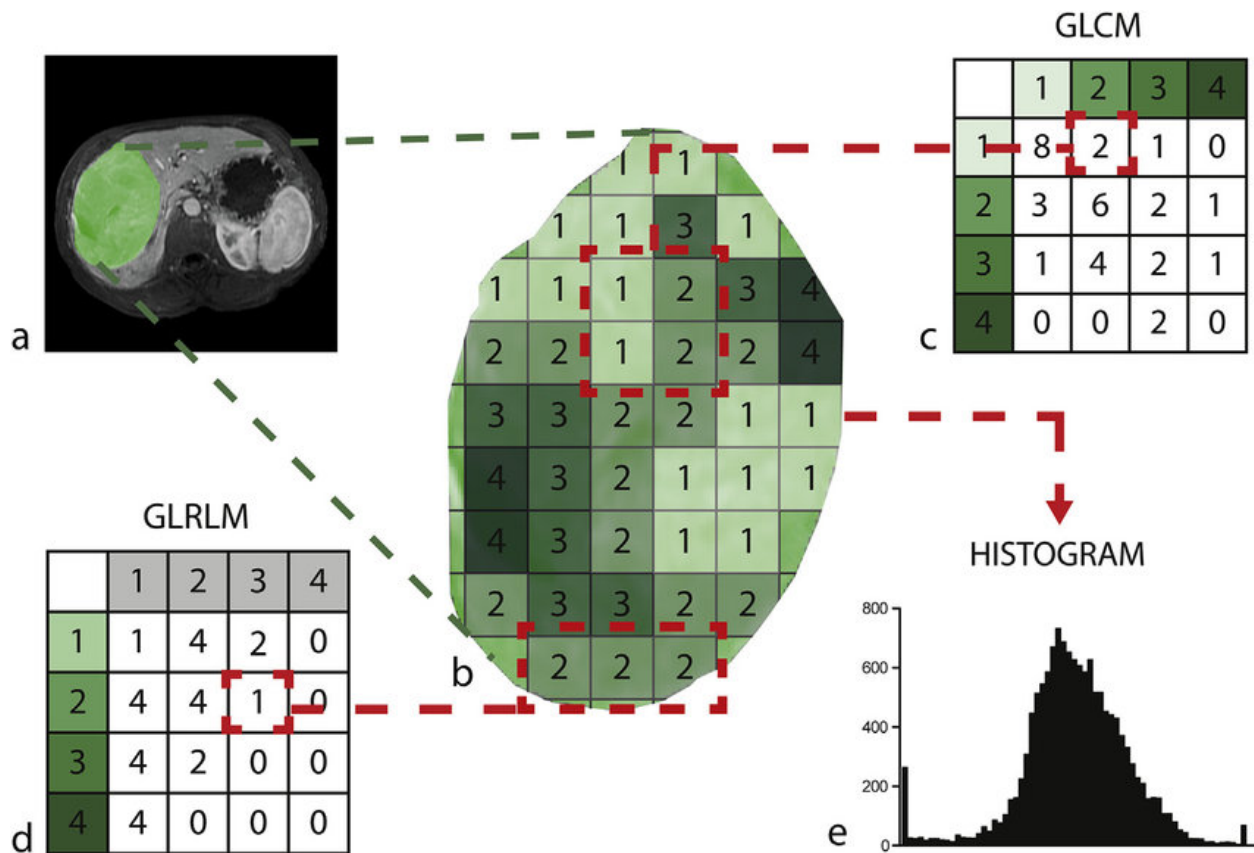 GLCM
1 2 3 4
1 8 2 1 0
2 3 6 2 1
3 1 4 2 1
4 0 0 2 0
a
c
1 1
1 1 3 1
1 1 1 2 3 4
2 2 1 2 2 4
3 3 2 2 1 1
4 3 2 1 1 1
4 3 2 1 1
2 3 3 2 2
2 2 2
b
GLRLM
1 2 3 4
1 1 4 2 0
2 4 4 1 0
3 4 2 0 0
4 4 0 0 0
d
HISTOGRAM
800
600
400
200
0
e